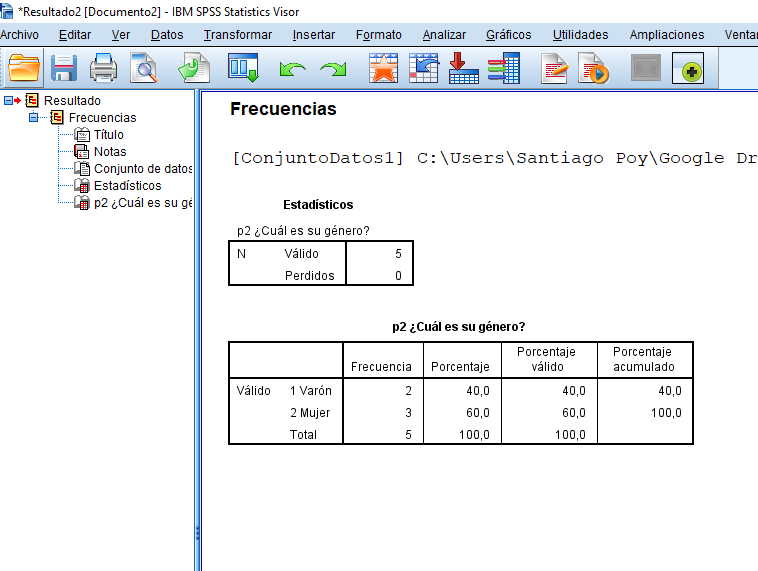 *Resultado2 [Documento2] - IBM SPSS Statistics Visor
Archivo Editar Ver Datos Transformar Insertar Formato Analizar Gráficos Utilidades Ampliaciones Ventan
Resultado
Frecuencias
Título
Notas
Conjunto de datos
Estadísticos
p2 ¿Cuál es su gé
Frecuencias
[ConjuntoDatos1] C:\Users\Santiago Poy\Google Dr
Estadísticos
p2 ¿Cuál es su género?
N Válido 5
Perdidos 0
p2 ¿Cuál es su género?
Frecuencia Porcentaje Porcentaje válido Porcentaje acumulado
Válido 1 Varón 2 40,0 40,0 40,0
2 Mujer 3 60,0 60,0 100,0
Total 5 100,0 100,0